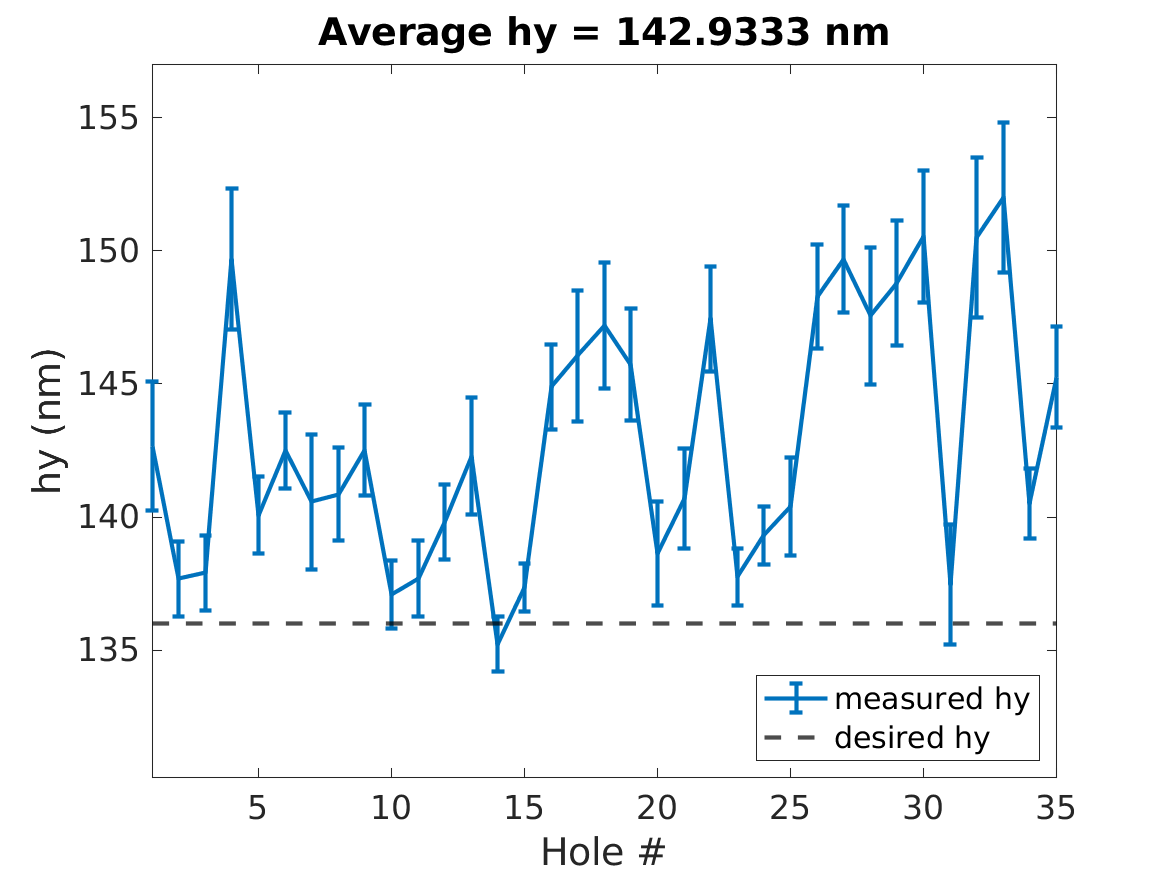 Average hy = 142.9333 nm
155
150
145
140
135
hy (nm)
measured hy
desired hy
5 10 15 20 25 30 35
Hole #